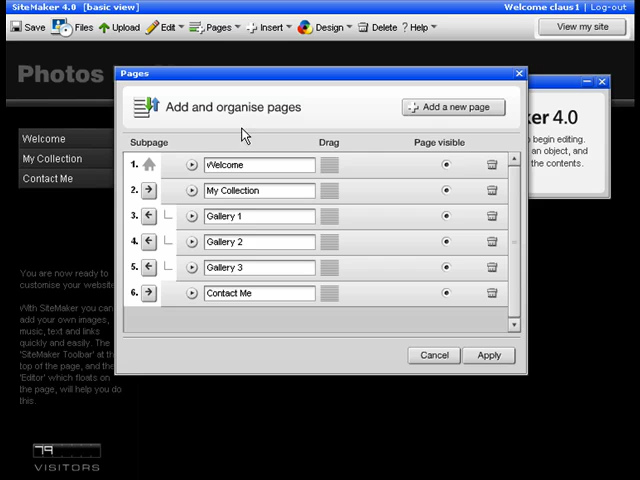 SiteMaker 4.0 [basic view]
Welcome claus1 | Log-out
Save Files Upload Edit Pages Insert Design Delete ? Help
View my site
Photos
Pages
Add and organise pages
Add a new page
Subpage Drag Page visible
1. Welcome
2. My Collection
3. Gallery 1
4. Gallery 2
5. Gallery 3
6. Contact Me
Cancel Apply
Welcome
My Collection
Contact Me
ker 4.0
begin editing.
an object, and
the contents.
You are now ready to
customise your website
With SiteMaker you can
add your own images,
music, text and links
quickly and easily. The
'SiteMaker Toolbar' at the
top of the page, and the
'Editor' which floats on
the page, will help you do
this.
79
VISITORS